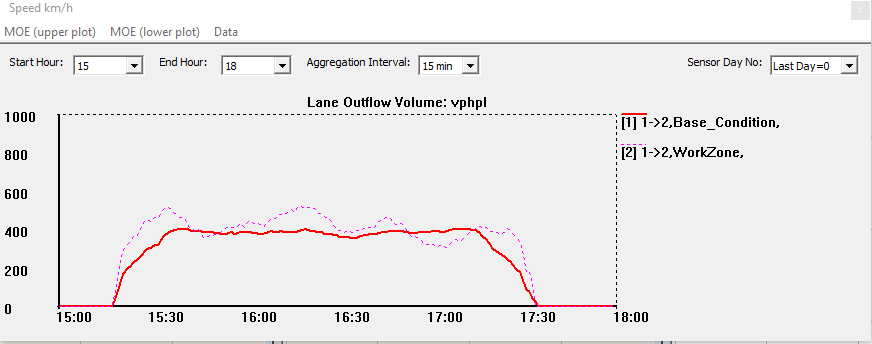 Speed km/h
MOE (upper plot) MOE (lower plot) Data
Start Hour: 15 End Hour: 18 Aggregation Interval: 15 min Sensor Day No: Last Day=0
Lane Outflow Volume: vphpl
1000
800
600
400
200
0
15:00 15:30 16:00 16:30 17:00 17:30 18:00
[1] 1->2,Base_Condition,
[2] 1->2,WorkZone,